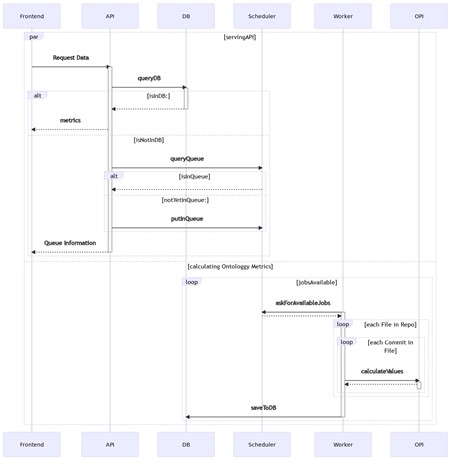 Frontend API DB Scheduler Worker OPI
par [servingAPI]
Request Data
queryDB
alt [isInDB:]
metrics
[isNotInDB]
queryQueue
alt [isInQueue]
[notYetInQueue:]
putInQueue
Queue Information
[calculating Ontologgy Metrics]
loop [JobsAvailable]
askForAvailableJobs
loop [each File in Repo]
loop [each Commit in
File]
calculateValues
saveToDB
Frontend API DB Scheduler Worker OPI